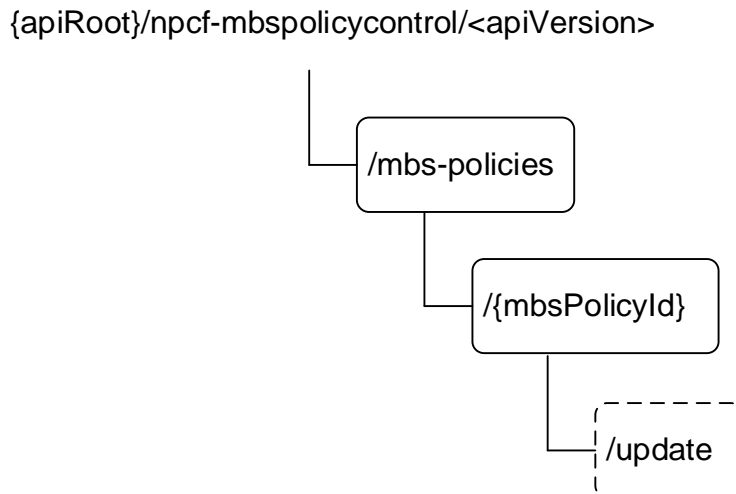 {apiRoot}/npcf-mbspolicycontrol/<apiVersion>
/mbs-policies
/{mbsPolicyId}
/update